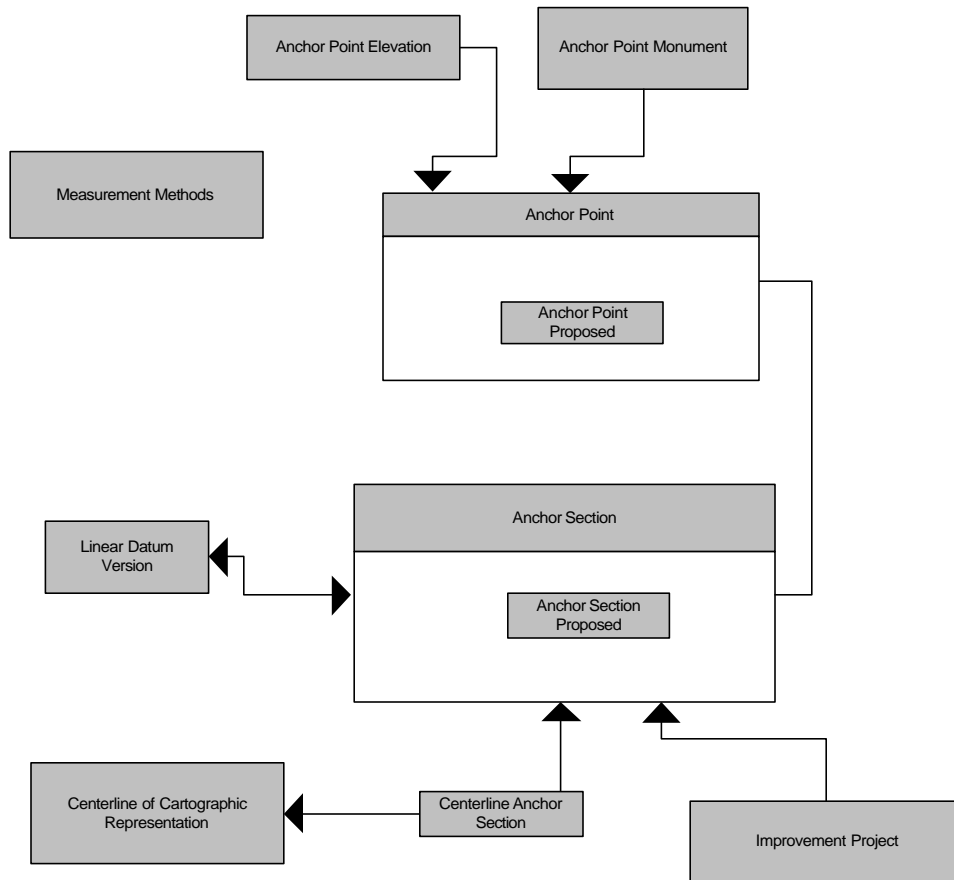 Anchor Point Elevation
Anchor Point Monument
Measurement Methods
Anchor Point
Anchor Point
Proposed
Anchor Section
Linear Datum
Version
Anchor Section
Proposed
Centerline of Cartographic
Representation
Centerline Anchor
Section
Improvement Project